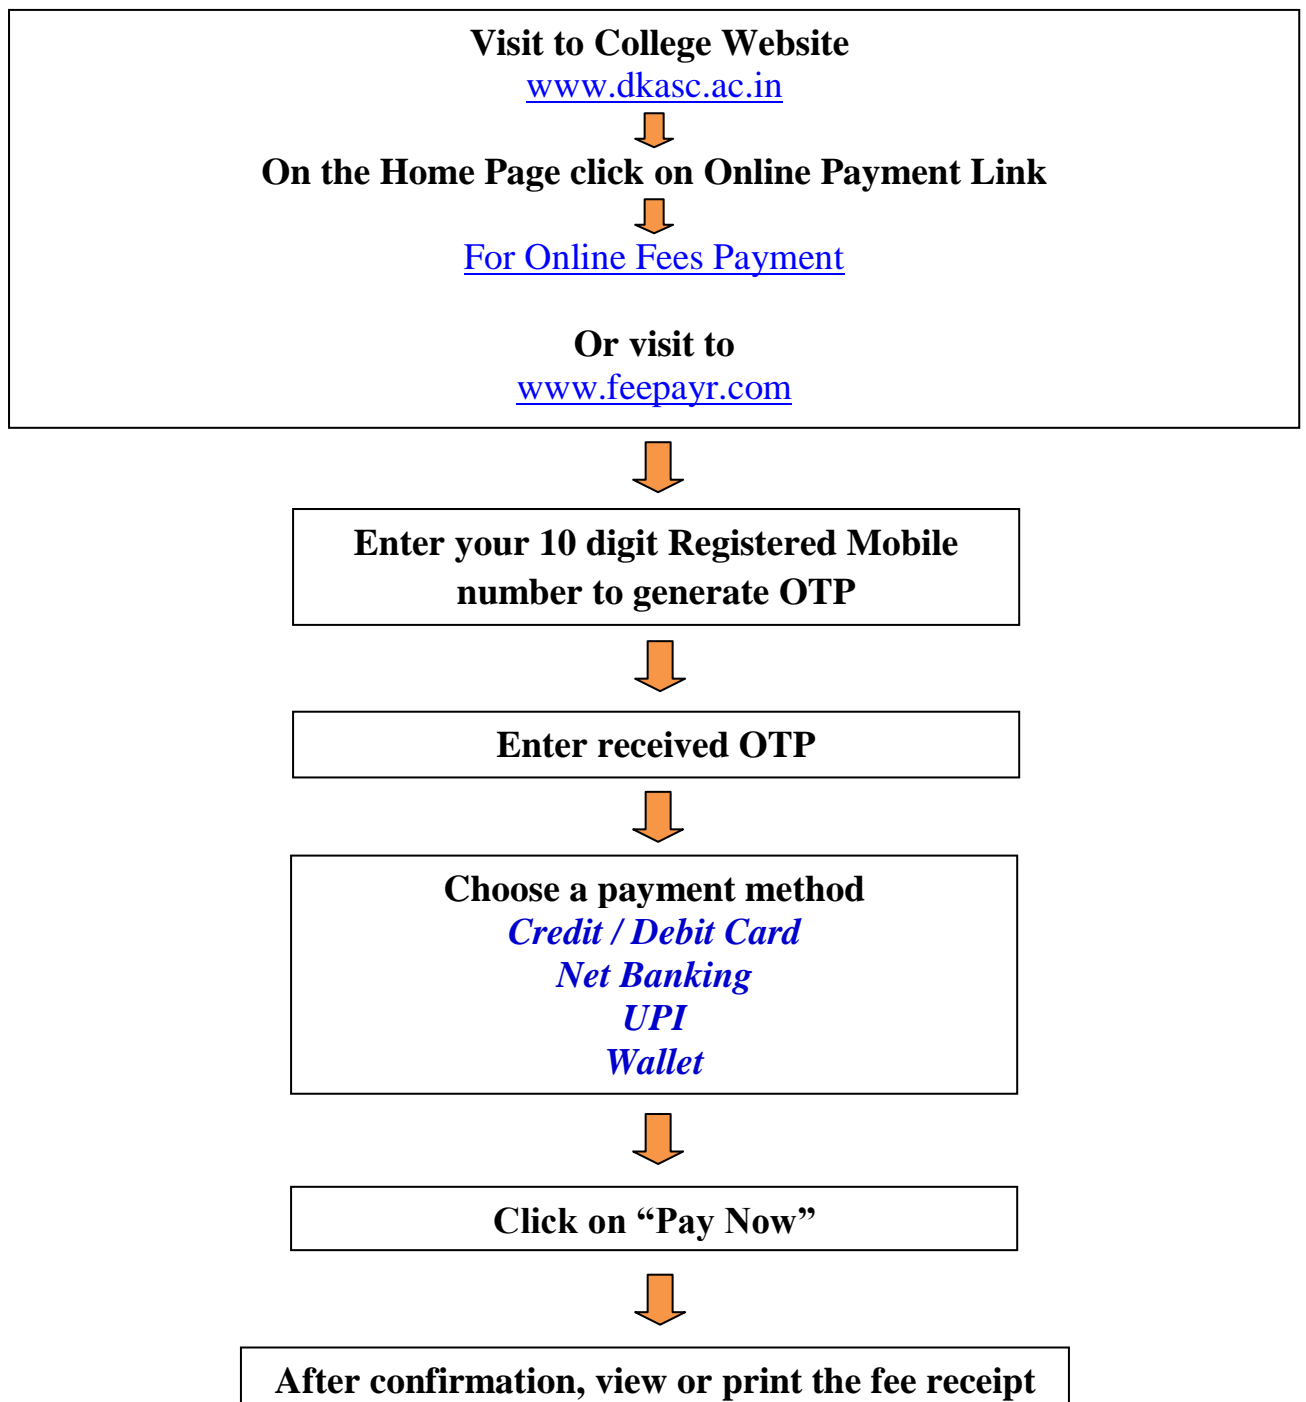 Visit to College Website
www.dkasc.ac.in
On the Home Page click on Online Payment Link
For Online Fees Payment
Or visit to
www.feepayr.com
Enter your 10 digit Registered Mobile
number to generate OTP
Enter received OTP
Choose a payment method
Credit / Debit Card
Net Banking
UPI
Wallet
Click on “Pay Now”
After confirmation, view or print the fee receipt